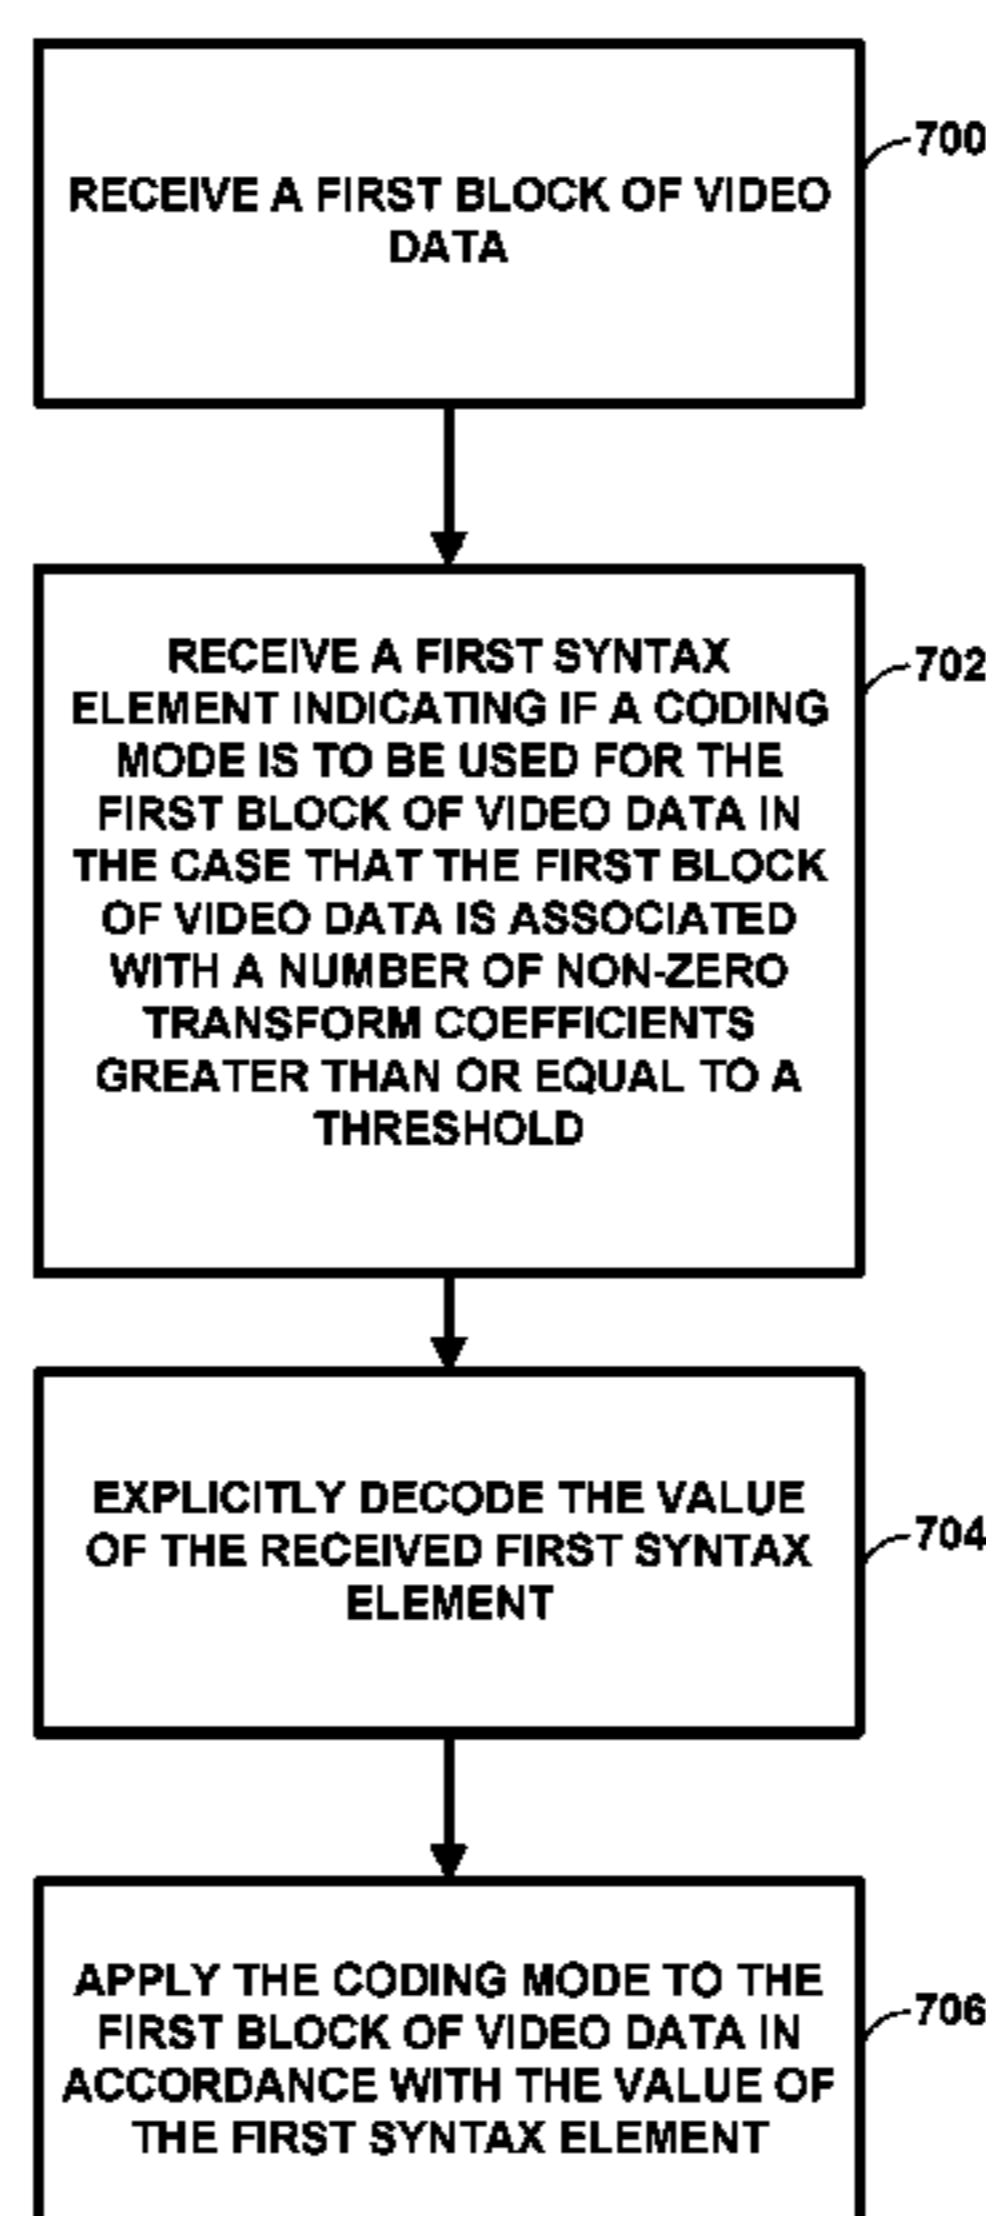 700
RECEIVE A FIRST BLOCK OF VIDEO
DATA
702
RECEIVE A FIRST SYNTAX
ELEMENT INDICATING IF A CODING
MODE IS TO BE USED FOR THE
FIRST BLOCK OF VIDEO DATA IN
THE CASE THAT THE FIRST BLOCK
OF VIDEO DATA IS ASSOCIATED
WITH A NUMBER OF NON-ZERO
TRANSFORM COEFFICIENTS
GREATER THAN OR EQUAL TO A
THRESHOLD
EXPLICITLY DECODE THE VALUE
704
OF THE RECEIVED FIRST SYNTAX
ELEMENT
APPLY THE CODING MODE TO THE
706
FIRST BLOCK OF VIDEO DATA IN
ACCORDANCE WITH THE VALUE OF
THE FIRST SYNTAX ELEMENT